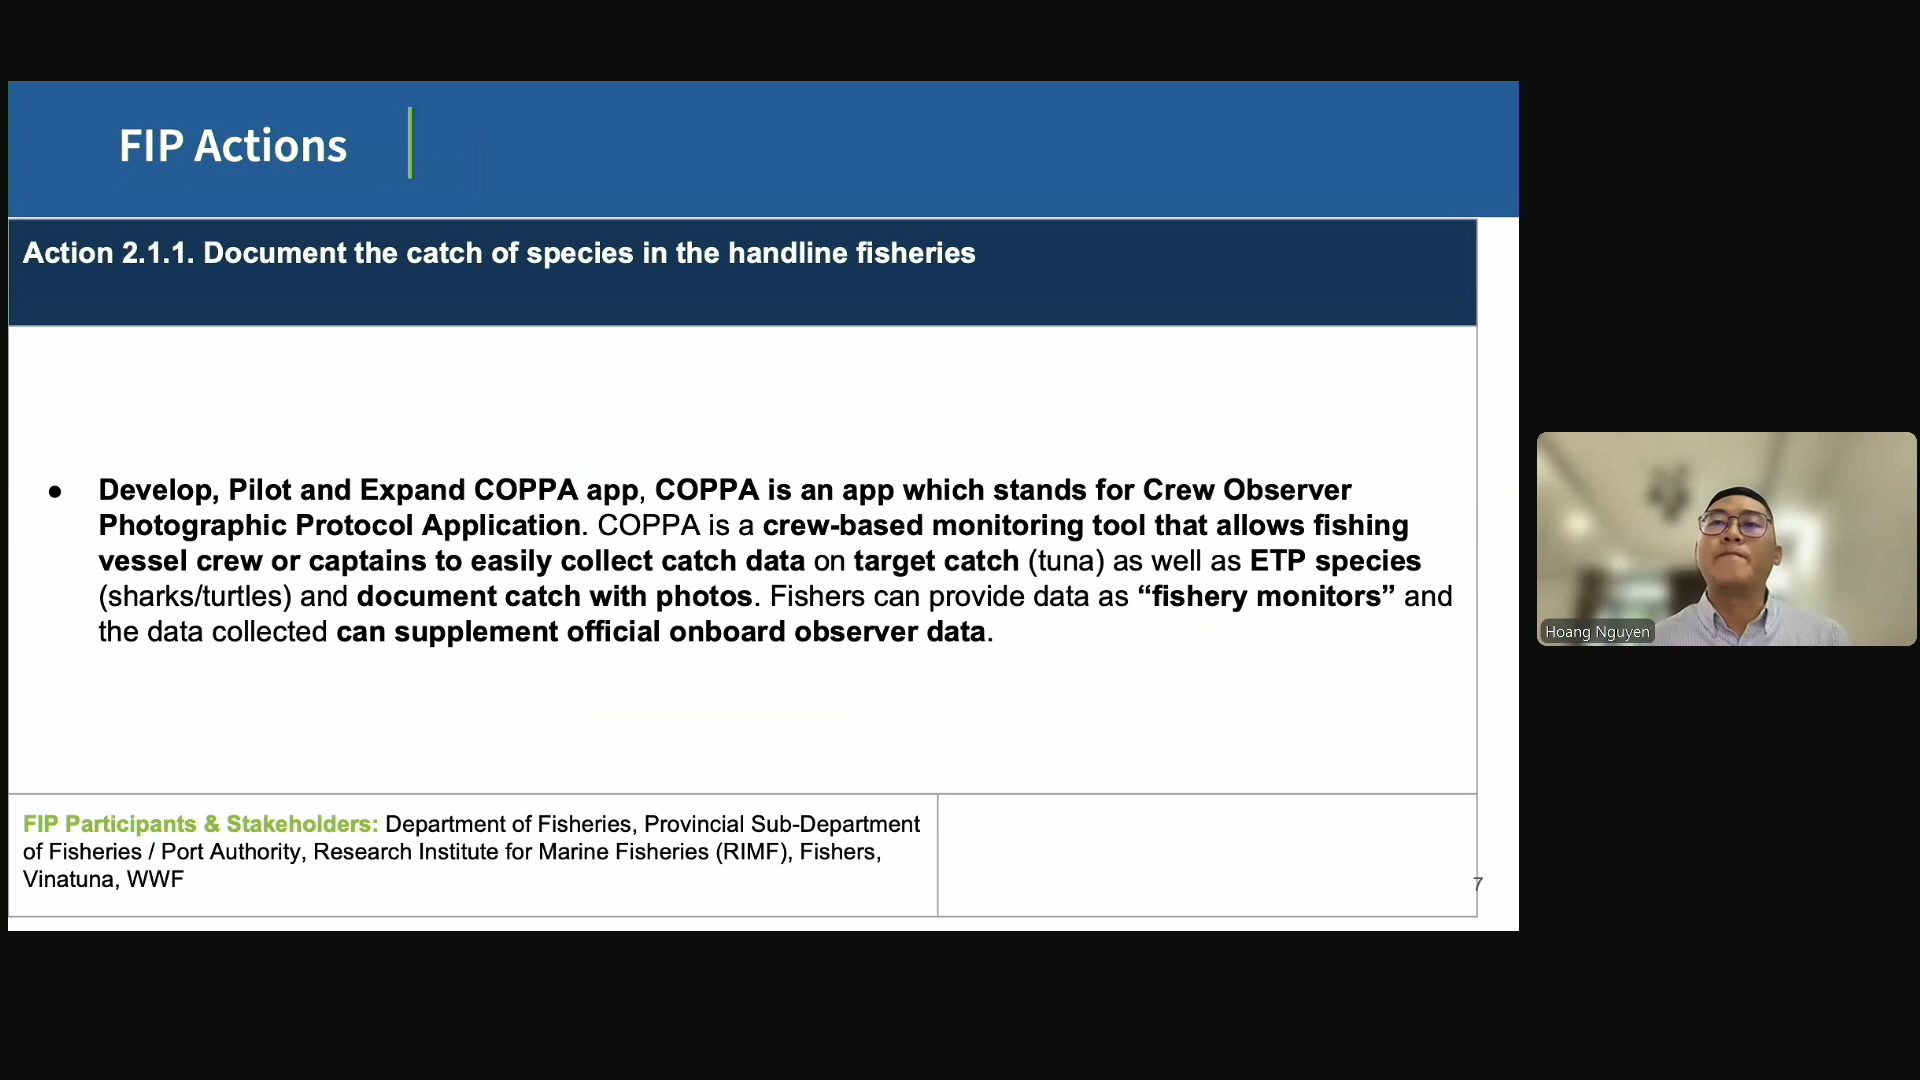 FIP Actions
Action 2.1.1. Document the catch of species in the handline fisheries
● Develop, Pilot and Expand COPPA app, COPPA is an app which stands for Crew Observer
Photographic Protocol Application. COPPA is a crew-based monitoring tool that allows fishing
vessel crew or captains to easily collect catch data on target catch (tuna) as well as ETP species
(sharks/turtles) and document catch with photos. Fishers can provide data as “fishery monitors” and
the data collected can supplement official onboard observer data.
FIP Participants & Stakeholders: Department of Fisheries, Provincial Sub-Department
of Fisheries / Port Authority, Research Institute for Marine Fisheries (RIMF), Fishers,
Vinatuna, WWF
7
Hoang Nguyen